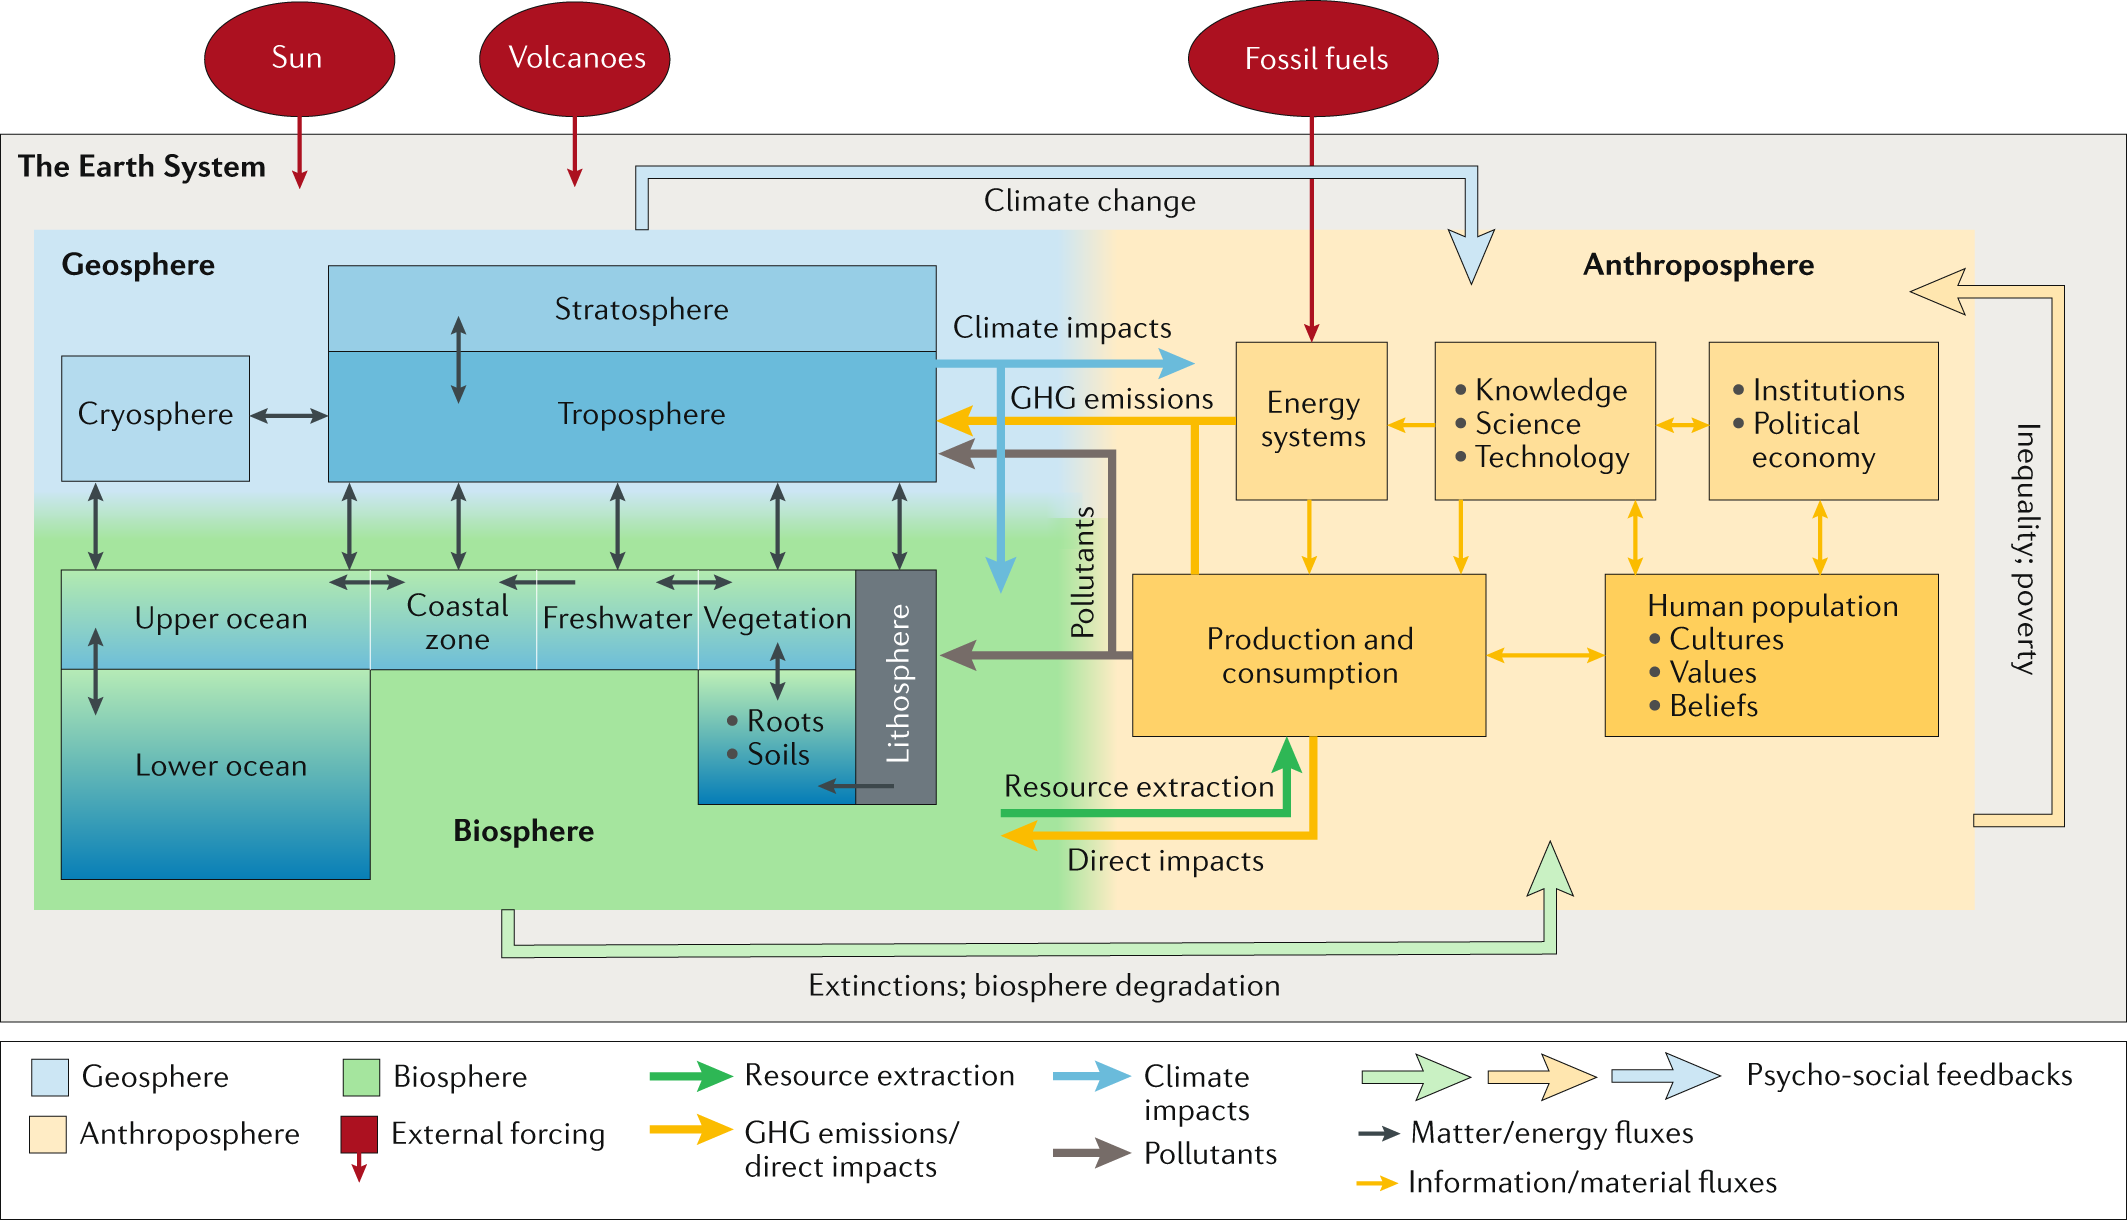 Sun
Volcanoes
Fossil fuels
The Earth System
Climate change
Geosphere
Anthroposphere
Stratosphere
Climate impacts
Cryosphere
Troposphere
GHG emissions
Energy
systems
• Knowledge
• Science
• Technology
• Institutions
• Political
economy
Inequality; poverty
Pollutants
Upper ocean
Coastal
zone
Freshwater
Vegetation
Lithosphere
Production and
consumption
Human population
• Cultures
• Values
• Beliefs
• Roots
• Soils
Lower ocean
Resource extraction
Biosphere
Direct impacts
Extinctions; biosphere degradation
Geosphere
Biosphere
Resource extraction
Climate
impacts
Psycho-social feedbacks
Anthroposphere
External forcing
GHG emissions/
direct impacts
Pollutants
Matter/energy fluxes
Information/material fluxes